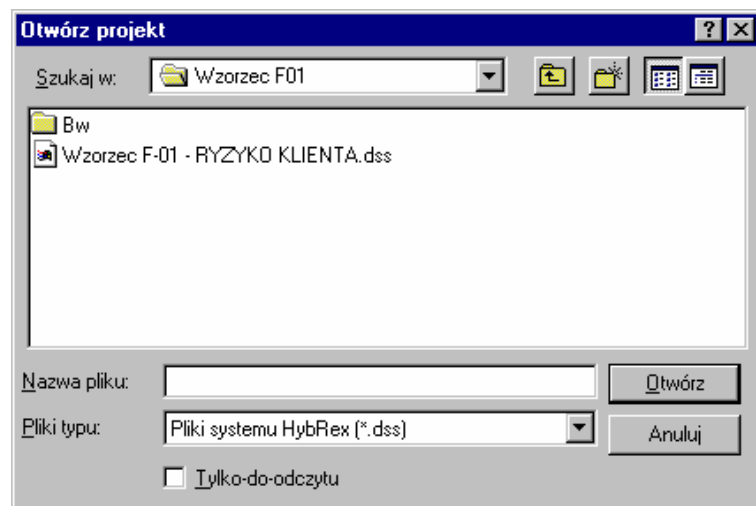 Otwórz projekt
Szukaj w: Wzorzec F01
Bw
Wzorzec F-01 - RYZYKO KLIENTA.dss
Nazwa pliku: Otwórz
Pliki typu: Pliki systemu HybRex (*.dss) Anuluj
Tylko-do-odczytu